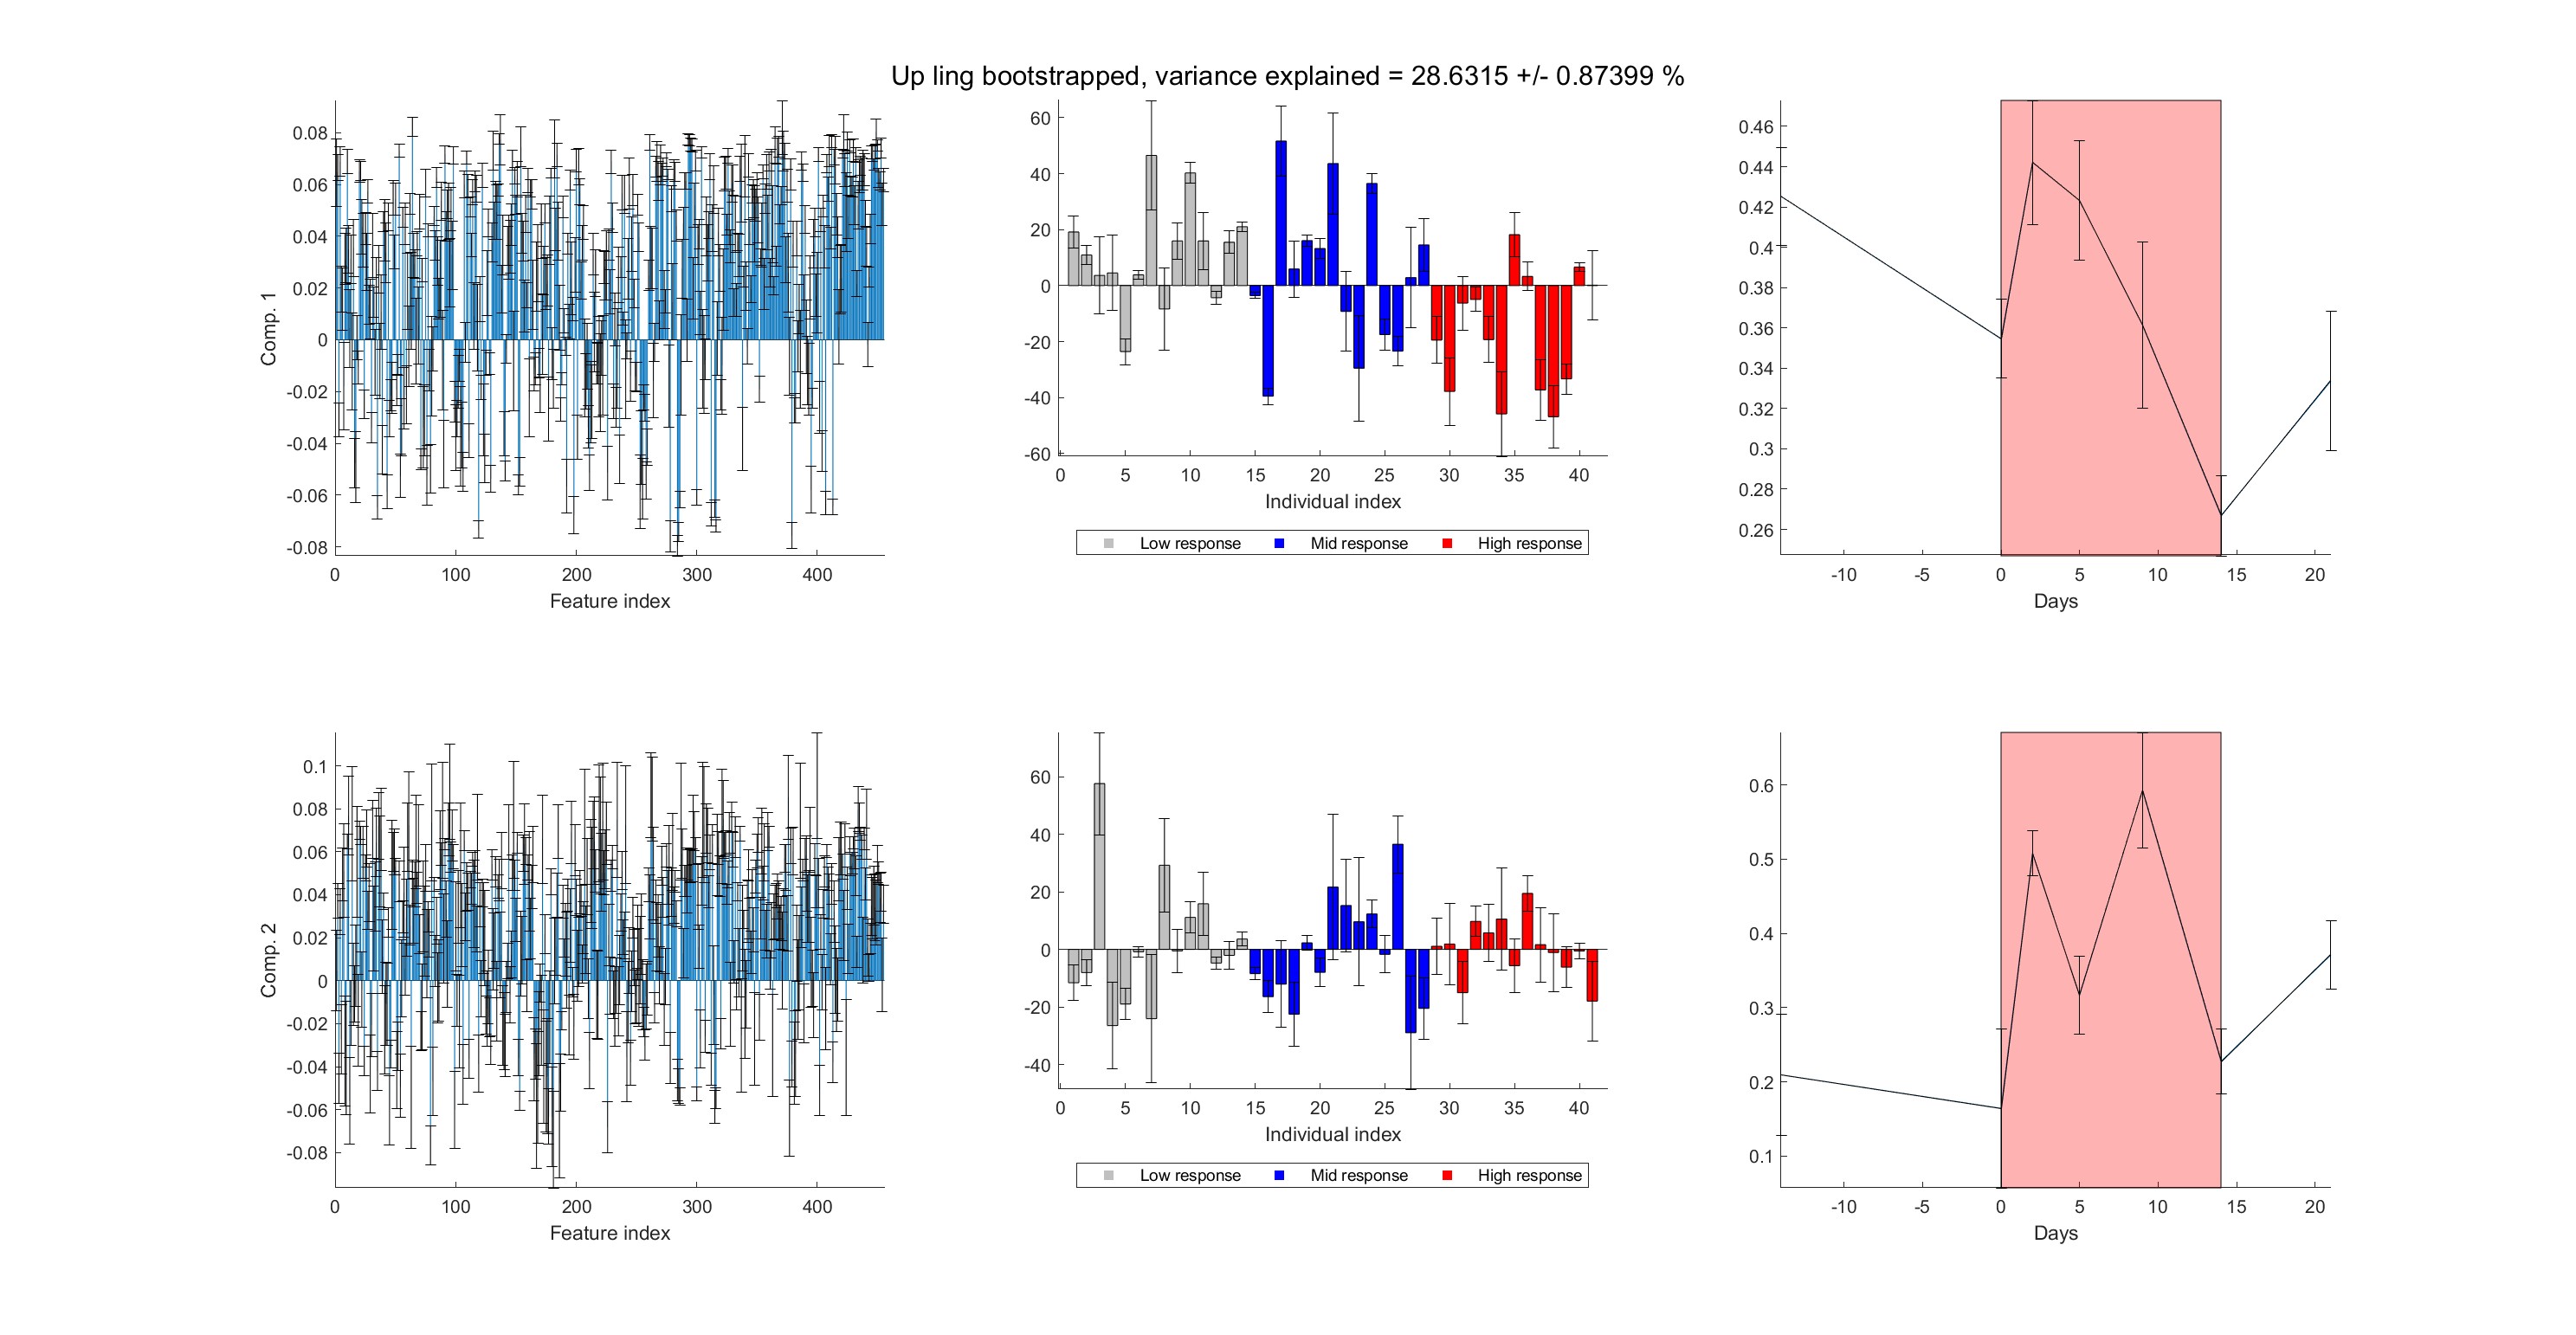 Up ling bootstrapped, variance explained = 28.6315 +/- 0.87399 %
Comp. 1
0.08
0.06
0.04
0.02
0
-0.02
-0.04
-0.06
-0.08
0 100 200 300 400
Feature index
60
40
20
0
-20
-40
-60
0 5 10 15 20 25 30 35 40
Individual index
Low response Mid response High response
0.46
0.44
0.42
0.4
0.38
0.36
0.34
0.32
0.3
0.28
0.26
-10 -5 0 5 10 15 20
Days
Comp. 2
0.1
0.08
0.06
0.04
0.02
0
-0.02
-0.04
-0.06
-0.08
0 100 200 300 400
Feature index
60
40
20
0
-20
-40
0 5 10 15 20 25 30 35 40
Individual index
Low response Mid response High response
0.6
0.5
0.4
0.3
0.2
0.1
-10 -5 0 5 10 15 20
Days